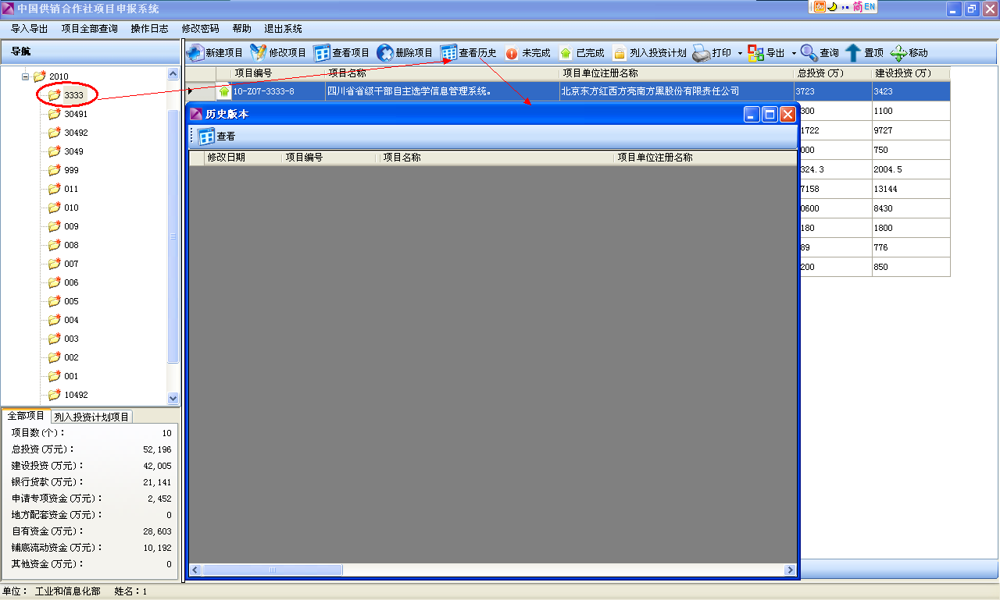 中国供销合作社项目申报系统
简 EN
导入导出 项目全部查询 操作日志 修改密码 帮助 退出系统
导航
新建项目 修改项目 查看项目 删除项目 查看历史 未完成 已完成 列入投资计划 打印 导出 查询 置顶 移动
2010
3333
30491
30492
3049
999
011
010
009
008
007
006
005
004
003
002
001
10492
项目编号 项目名称 项目单位注册名称 总投资(万) 建设投资(万)
10-Z07-3333-8 四川省省级干部自主选学信息管理系统。 北京东方红西方亮南方黑股份有限责任公司 3723 3423
300 1100
1722 9727
000 750
324.3 2004.5
7158 13144
0600 8430
180 1800
89 776
200 850
历史版本
查看
修改日期 项目编号 项目名称 项目单位注册名称
全部项目 列入投资计划项目
项目数(个): 10
总投资(万元): 52,196
建设投资(万元): 42,005
银行贷款(万元): 21,141
申请专项资金(万元): 2,452
地方配套资金(万元): 0
自有资金(万元): 28,603
铺底流动资金(万元): 10,192
其他资金(万元): 0
单位: 工业和信息化部 姓名:1